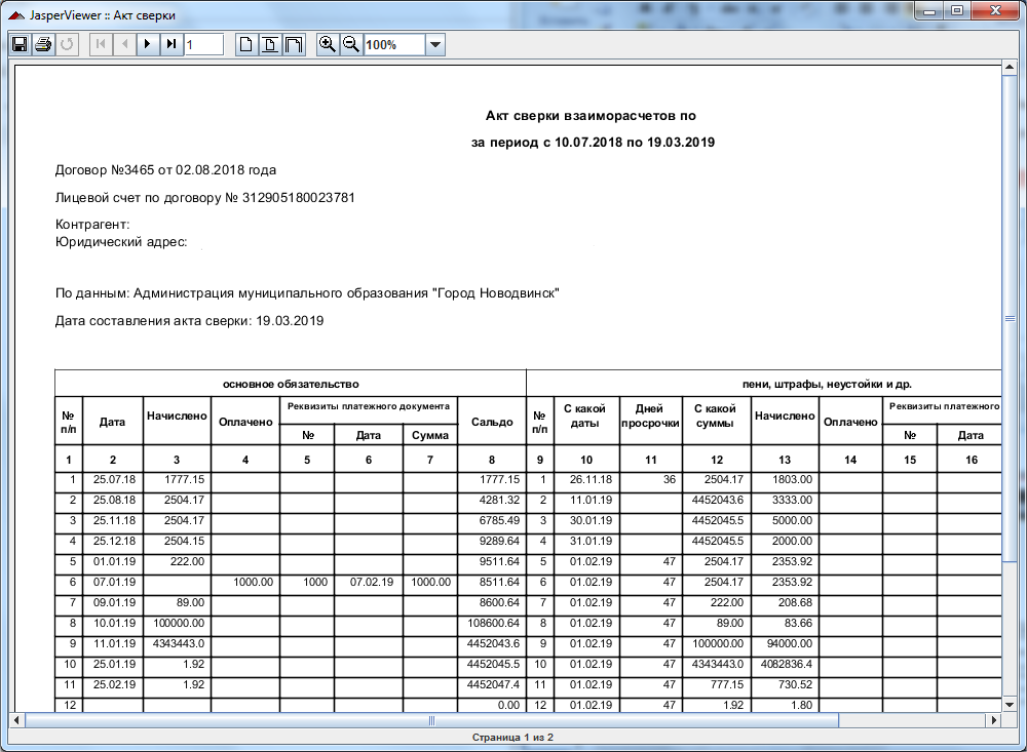 JasperViewer :: Акт сверки
1
100%
Акт сверки взаиморасчетов по
за период с 10.07.2018 по 19.03.2019
Договор №3465 от 02.08.2018 года
Лицевой счет по договору № 312905180023781
Контрагент:
Юридический адрес:
По данным: Администрация муниципального образования "Город Новодвинск"
Дата составления акта сверки: 19.03.2019
основное обязательство пени, штрафы, неустойки и др.
№ п/п Дата Начислено Оплачено Реквизиты платежного документа Сальдо № п/п С какой даты Дней просрочки С какой суммы Начислено Оплачено Реквизиты платежного
№ Дата Сумма № Дата
1 2 3 4 5 6 7 8 9 10 11 12 13 14 15 16
1 25.07.18 1777.15 1777.15 1 26.11.18 36 2504.17 1803.00
2 25.08.18 2504.17 4281.32 2 11.01.19 4452043.6 3333.00
3 25.11.18 2504.17 6785.49 3 30.01.19 4452045.5 5000.00
4 25.12.18 2504.15 9289.64 4 31.01.19 4452045.5 2000.00
5 01.01.19 222.00 9511.64 5 01.02.19 47 2504.17 2353.92
6 07.01.19 1000.00 1000 07.02.19 1000.00 8511.64 6 01.02.19 47 2504.17 2353.92
7 09.01.19 89.00 8600.64 7 01.02.19 47 222.00 208.68
8 10.01.19 100000.00 108600.64 8 01.02.19 47 89.00 83.66
9 11.01.19 4343443.0 4452043.6 9 01.02.19 47 100000.00 94000.00
10 25.01.19 1.92 4452045.5 10 01.02.19 47 4343443.0 4082836.4
11 25.02.19 1.92 4452047.4 11 01.02.19 47 777.15 730.52
12 0.00 12 01.02.19 47 1.92 1.80
Страница 1 из 2